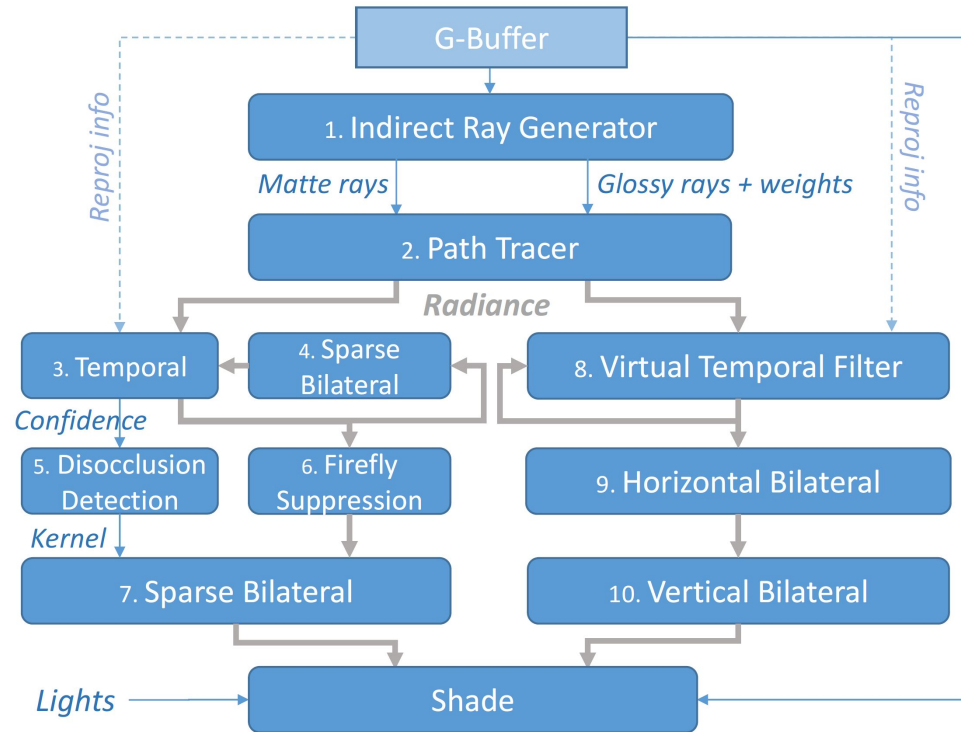 G-Buffer
Reproj info
Reproj info
1. Indirect Ray Generator
Matte rays
Glossy rays + weights
2. Path Tracer
Radiance
3. Temporal
4. Sparse
Bilateral
8. Virtual Temporal Filter
Confidence
5. Disocclusion
Detection
6. Firefly
Suppression
9. Horizontal Bilateral
Kernel
7. Sparse Bilateral
10. Vertical Bilateral
Lights
Shade